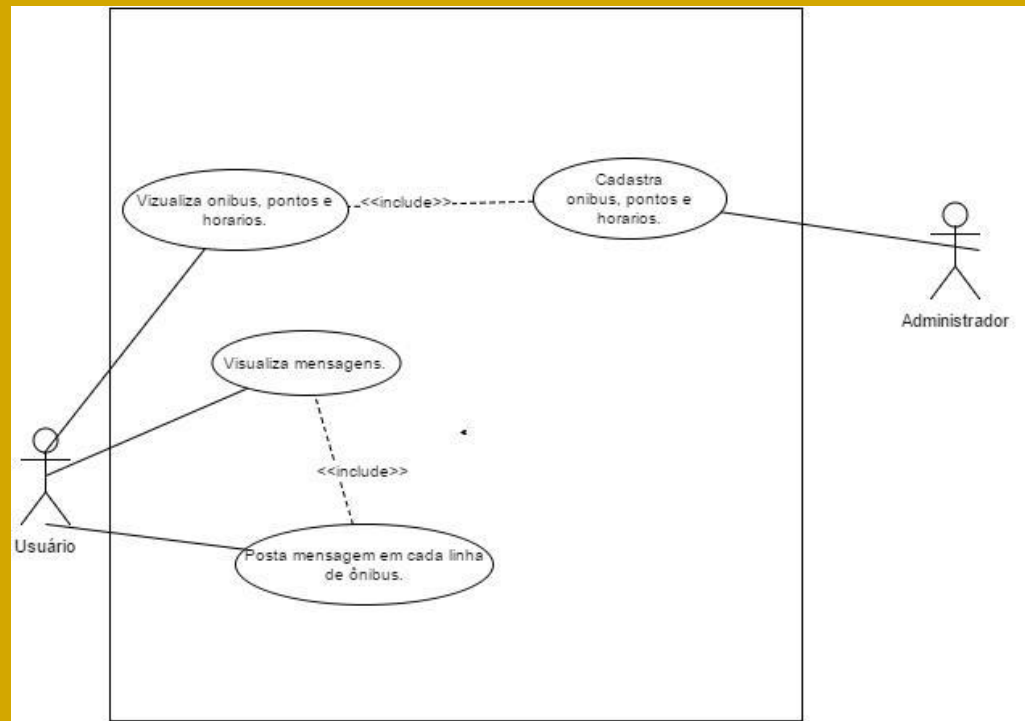 Vizualiza onibus, pontos e
horarios.
<<include>>
Cadastra
onibus, pontos e
horarios.
Administrador
Visualiza mensagens.
<<include>>
Usuário
Posta mensagem em cada linha
de ônibus.